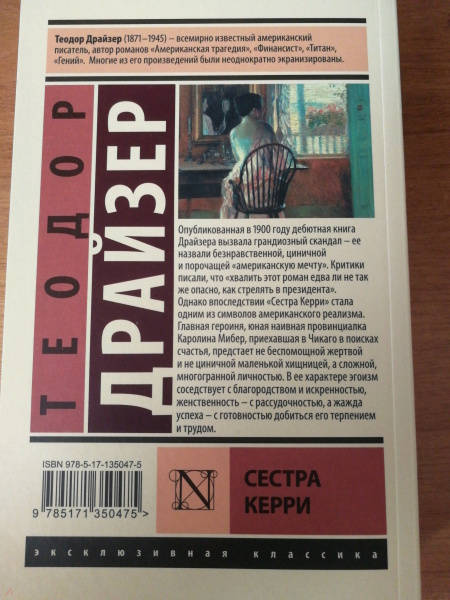 Теодор Драйзер (1871–1945) – всемирно известный американский
писатель, автор романов «Американская трагедия», «Финансист», «Титан»,
«Гений». Многие из его произведений были неоднократно экранизированы.
ТЕОДОР
ДРАЙЗЕР
Опубликованная в 1900 году дебютная книга
Драйзера вызвала грандиозный скандал – ее
назвали безнравственной, циничной
и порочащей «американскую мечту». Критики
писали, что «хвалить этот роман едва ли не так
же опасно, как стрелять в президента».
Однако впоследствии «Сестра Керри» стала
одним из символов американского реализма.
Главная героиня, юная наивная провинциалка
Каролина Мибер, приехавшая в Чикаго в поисках
счастья, предстает не беспомощной жертвой
и не циничной маленькой хищницей, а сложной,
многогранной личностью. В ее характере эгоизм
соседствует с благородством и искренностью,
женственность – с рассудочностью, а жажда
успеха – с готовностью добиться его терпением
и трудом.
ISBN 978-5-17-135047-5
9 785171 350475>
N
СЕСТРА
КЕРРИ
эксклюзивная классика